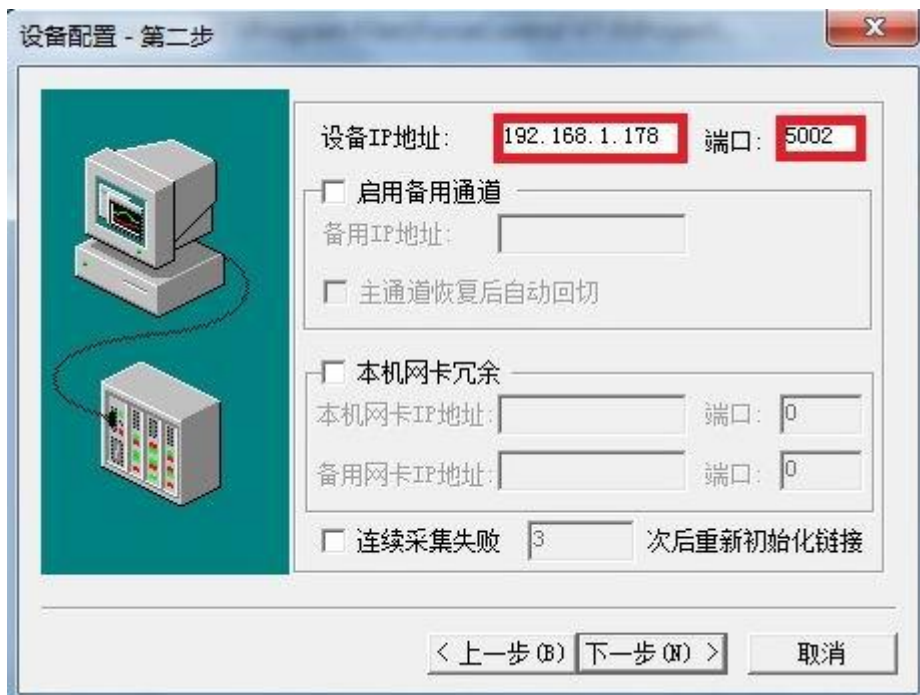 设备配置 - 第二步
设备IP地址: 192.168.1.178 端口: 5002
启用备用通道
备用IP地址:
主通道恢复后自动回切
本机网卡冗余
本机网卡IP地址: 端口: 0
备用网卡IP地址: 端口: 0
连续采集失败 3 次后重新初始化链接
< 上一步(B) 下一步(N) > 取消